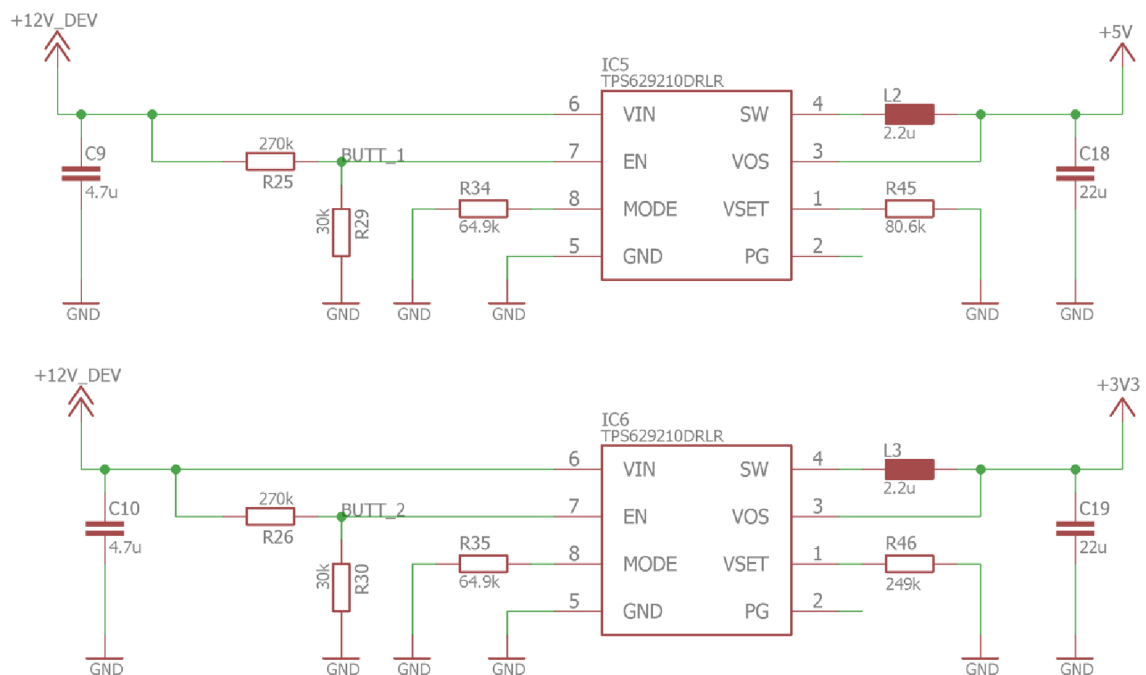 +12V_DEV
+5V
IC5
TPS629210DRLR
6 VIN SW 4
L2
2.2u
C9
4.7u
270k
R25
BUTT_1
7 EN VOS 3
C18
22u
30k
R29
R34
64.9k
8 MODE VSET 1
R45
80.6k
5 GND PG 2
GND GND GND GND GND GND
+12V_DEV
+3V3
IC6
TPS629210DRLR
6 VIN SW 4
L3
2.2u
C10
4.7u
270k
R26
BUTT_2
7 EN VOS 3
C19
22u
30k
R30
R35
64.9k
8 MODE VSET 1
R46
249k
5 GND PG 2
GND GND GND GND GND GND